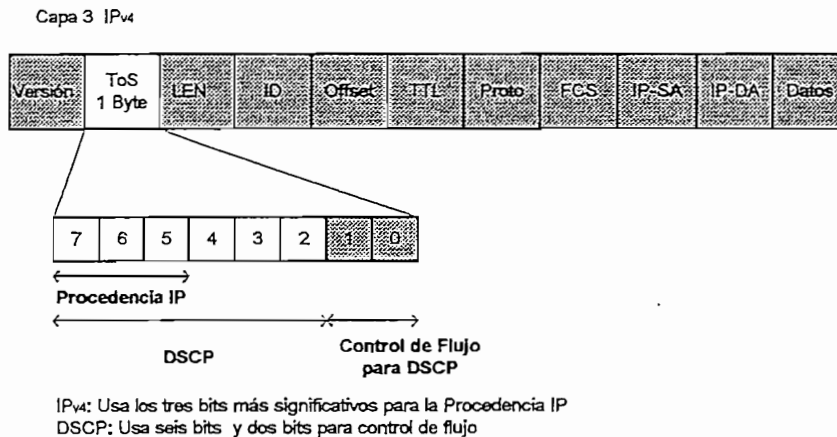 Capa 3 IPv4
Versión ToS 1 Byte LEN ID Offset TTL Proto FCS IP-SA IP-DA Datos
7 6 5 4 3 2 1 0
Procedencia IP
DSCP
Control de Flujo
para DSCP
IPv4: Usa los tres bits más significativos para la Procedencia IP
DSCP: Usa seis bits y dos bits para control de flujo